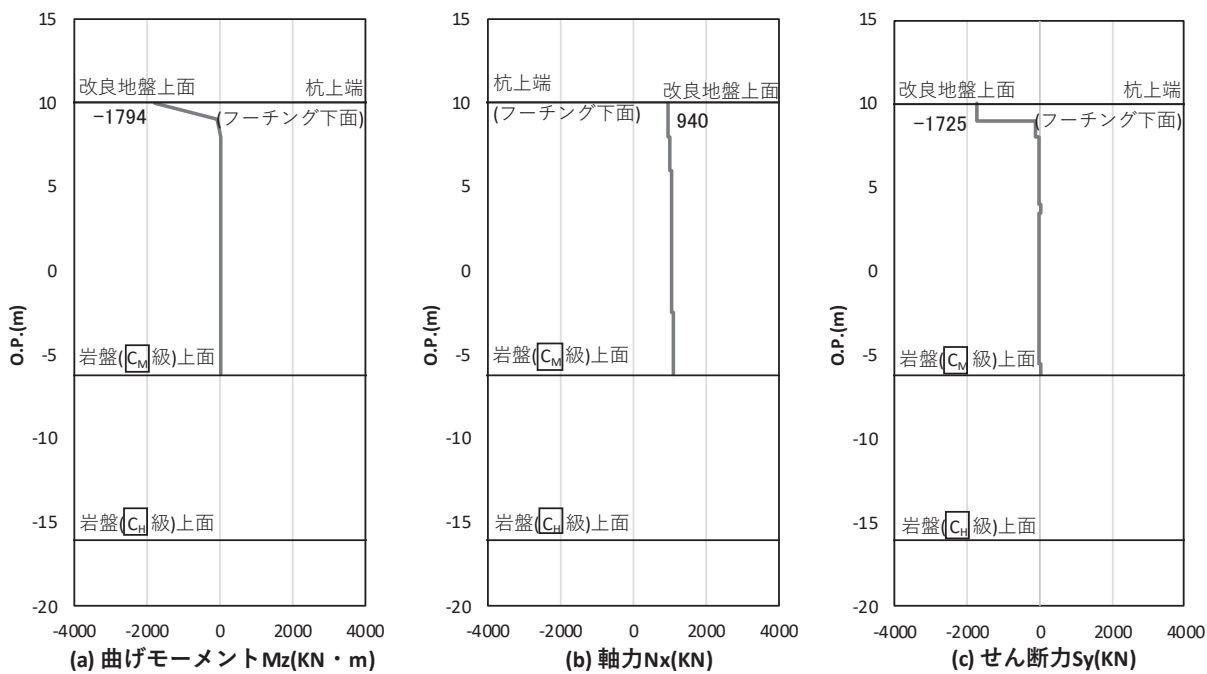 15
改良地盤上面 杭上端
10
-1794 (フーチング下面)
5
0
-5
岩盤(CM級)上面
-10
-15
岩盤(CH級)上面
-20
O.P.(m)
-4000 -2000 0 2000 4000
(a) 曲げモーメントMz(KN・m)
15
杭上端
改良地盤上面
10
(フーチング下面)
940
5
0
-5
岩盤(CM級)上面
-10
-15
岩盤(CH級)上面
-20
O.P.(m)
-4000 -2000 0 2000 4000
(b) 軸力Nx(KN)
15
改良地盤上面 杭上端
10
-1725 (フーチング下面)
5
0
-5
岩盤(CM級)上面
-10
-15
岩盤(CH級)上面
-20
O.P.(m)
-4000 -2000 0 2000 4000
(c) せん断力Sy(KN)